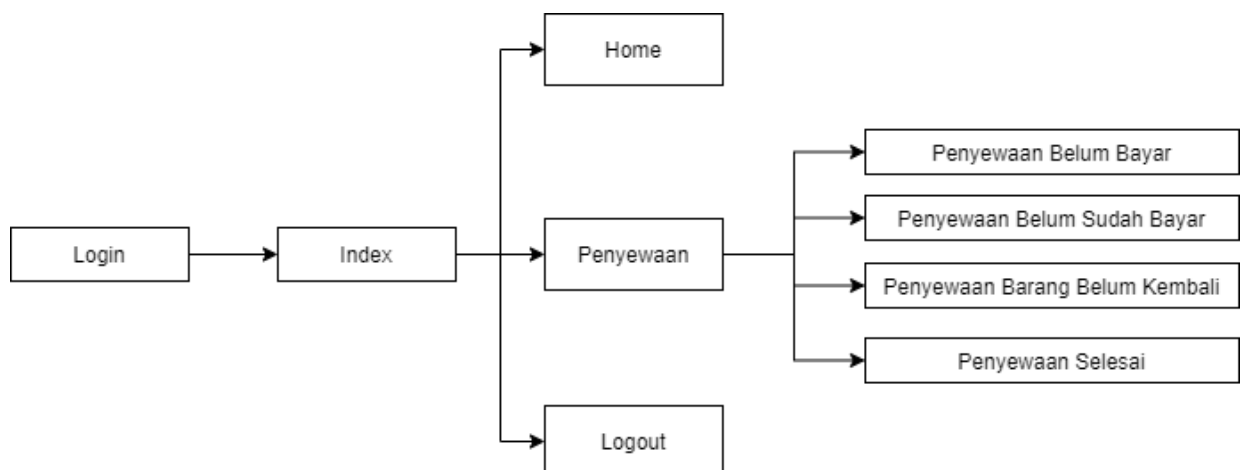 Home
Penyewaan Belum Bayar
Penyewaan Belum Sudah Bayar
Login
Index
Penyewaan
Penyewaan Barang Belum Kembali
Penyewaan Selesai
Logout